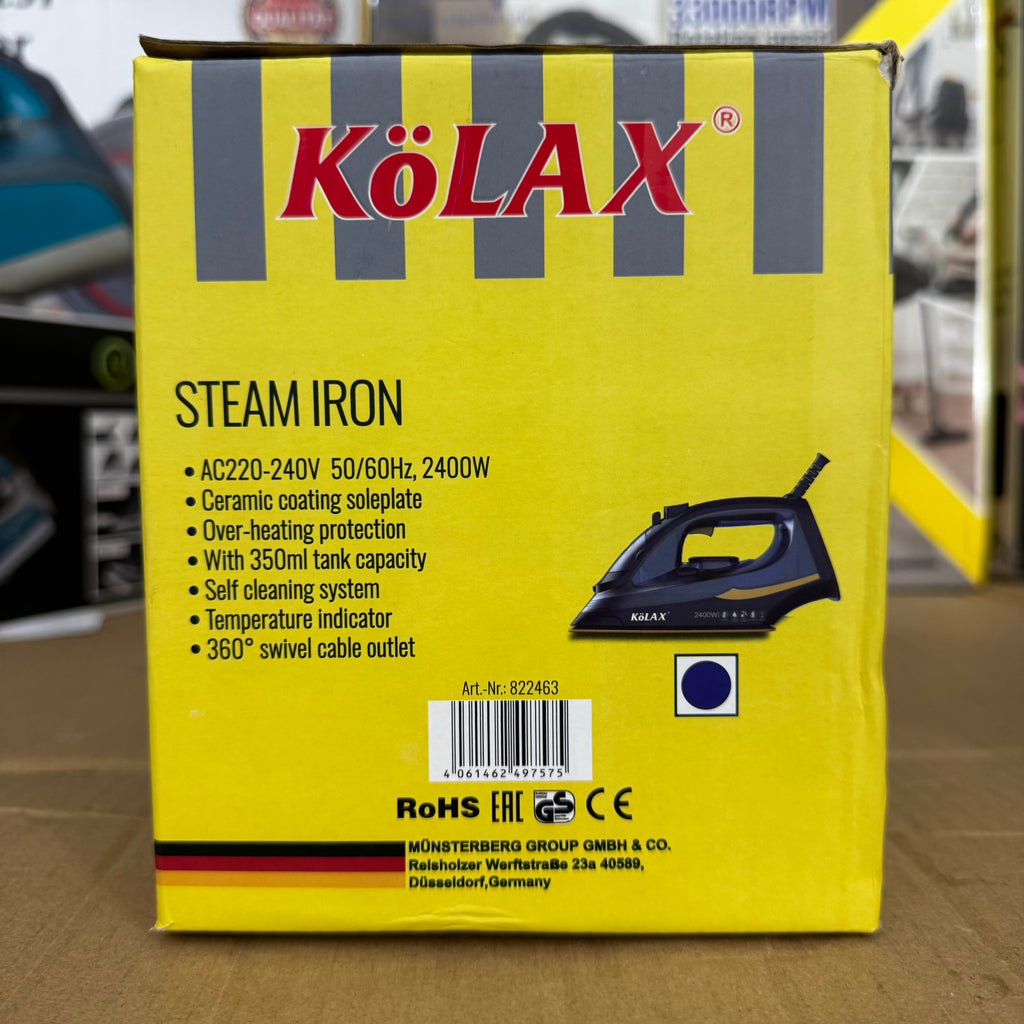 QUALITÄT
33000RPM
KöLAX®
STEAM IRON
• AC220-240V 50/60Hz, 2400W
• Ceramic coating soleplate
• Over-heating protection
• With 350ml tank capacity
• Self cleaning system
• Temperature indicator
• 360° swivel cable outlet
KöLAX
2400W
Art.-Nr.: 822463
4 061462 497575
RoHS EAC GS CE
MÜNSTERBERG GROUP GMBH & CO.
Reisholzer Werftstraße 23a 40589,
Düsseldorf,Germany